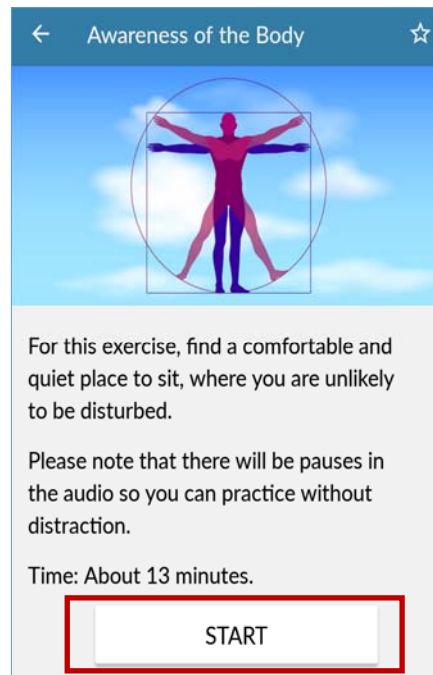 Awareness of the Body
For this exercise, find a comfortable and
quiet place to sit, where you are unlikely
to be disturbed.
Please note that there will be pauses in
the audio so you can practice without
distraction.
Time: About 13 minutes.
START